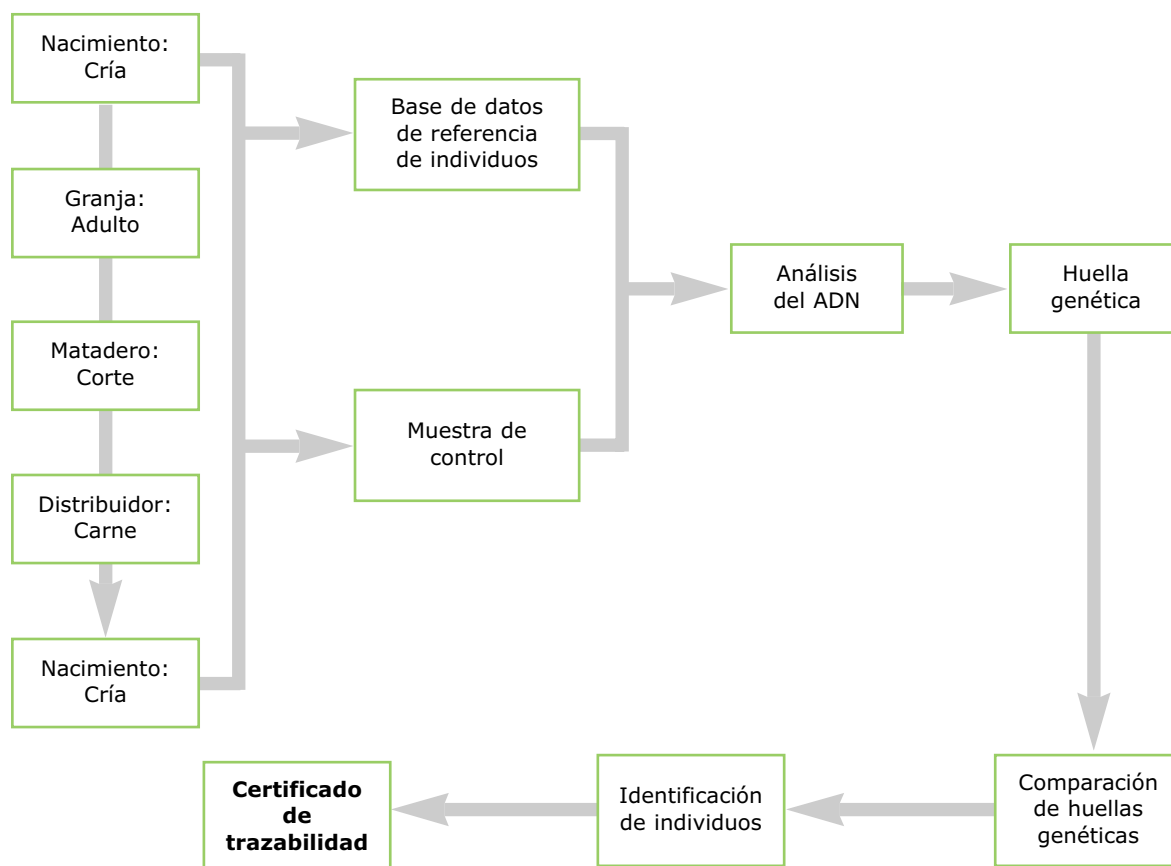 Nacimiento:
Cría
Granja:
Adulto
Matadero:
Corte
Distribuidor:
Carne
Nacimiento:
Cría
Base de datos
de referencia
de individuos
Muestra de
control
Análisis
del ADN
Huella
genética
Comparación
de huellas
genéticas
Identificación
de individuos
Certificado
de
trazabilidad